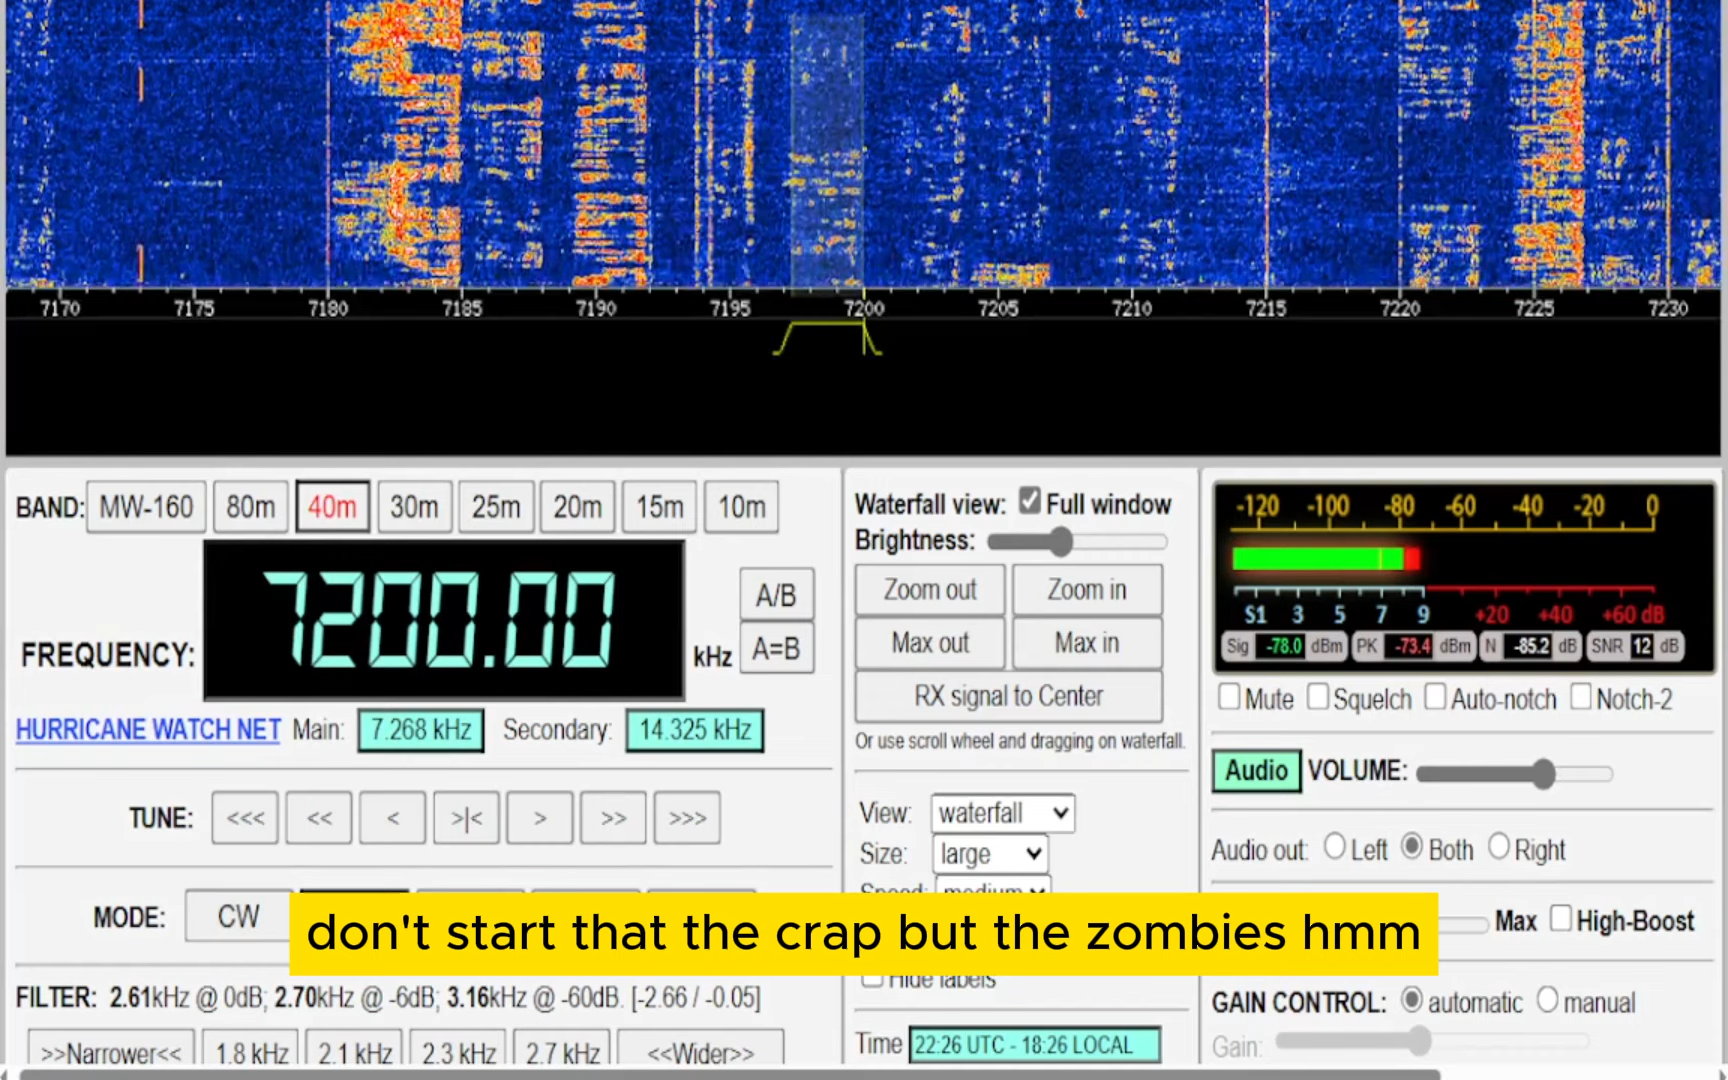 7170 7175 7180 7185 7190 7195 7200 7205 7210 7215 7220 7225 7230
BAND: MW-160 80m 40m 30m 25m 20m 15m 10m
7200.00
FREQUENCY: kHz
A/B
A=B
HURRICANE WATCH NET Main: 7.268 kHz Secondary: 14.325 kHz
TUNE: <<< << < >|< > >> >>>
MODE: CW
FILTER: 2.61kHz @ 0dB; 2.70kHz @ -6dB; 3.16kHz @ -60dB. [-2.66 / -0.05]
>>Narrower<< 1.8 kHz 2.1 kHz 2.3 kHz 2.7 kHz <<Wider>>
Waterfall view: Full window
Brightness:
Zoom out Zoom in
Max out Max in
RX signal to Center
Or use scroll wheel and dragging on waterfall.
View: waterfall
Size: large
Speed: medium
Hide labels
Time 22:26 UTC - 18:26 LOCAL
-120 -100 -80 -60 -40 -20 0
S1 3 5 7 9 +20 +40 +60 dB
Sig -78.0 dBm PK -73.4 dBm N -85.2 dB SNR 12 dB
Mute Squelch Auto-notch Notch-2
Audio VOLUME:
Audio out: Left Both Right
Max High-Boost
GAIN CONTROL: automatic manual
Gain:
don't start that the crap but the zombies hmm